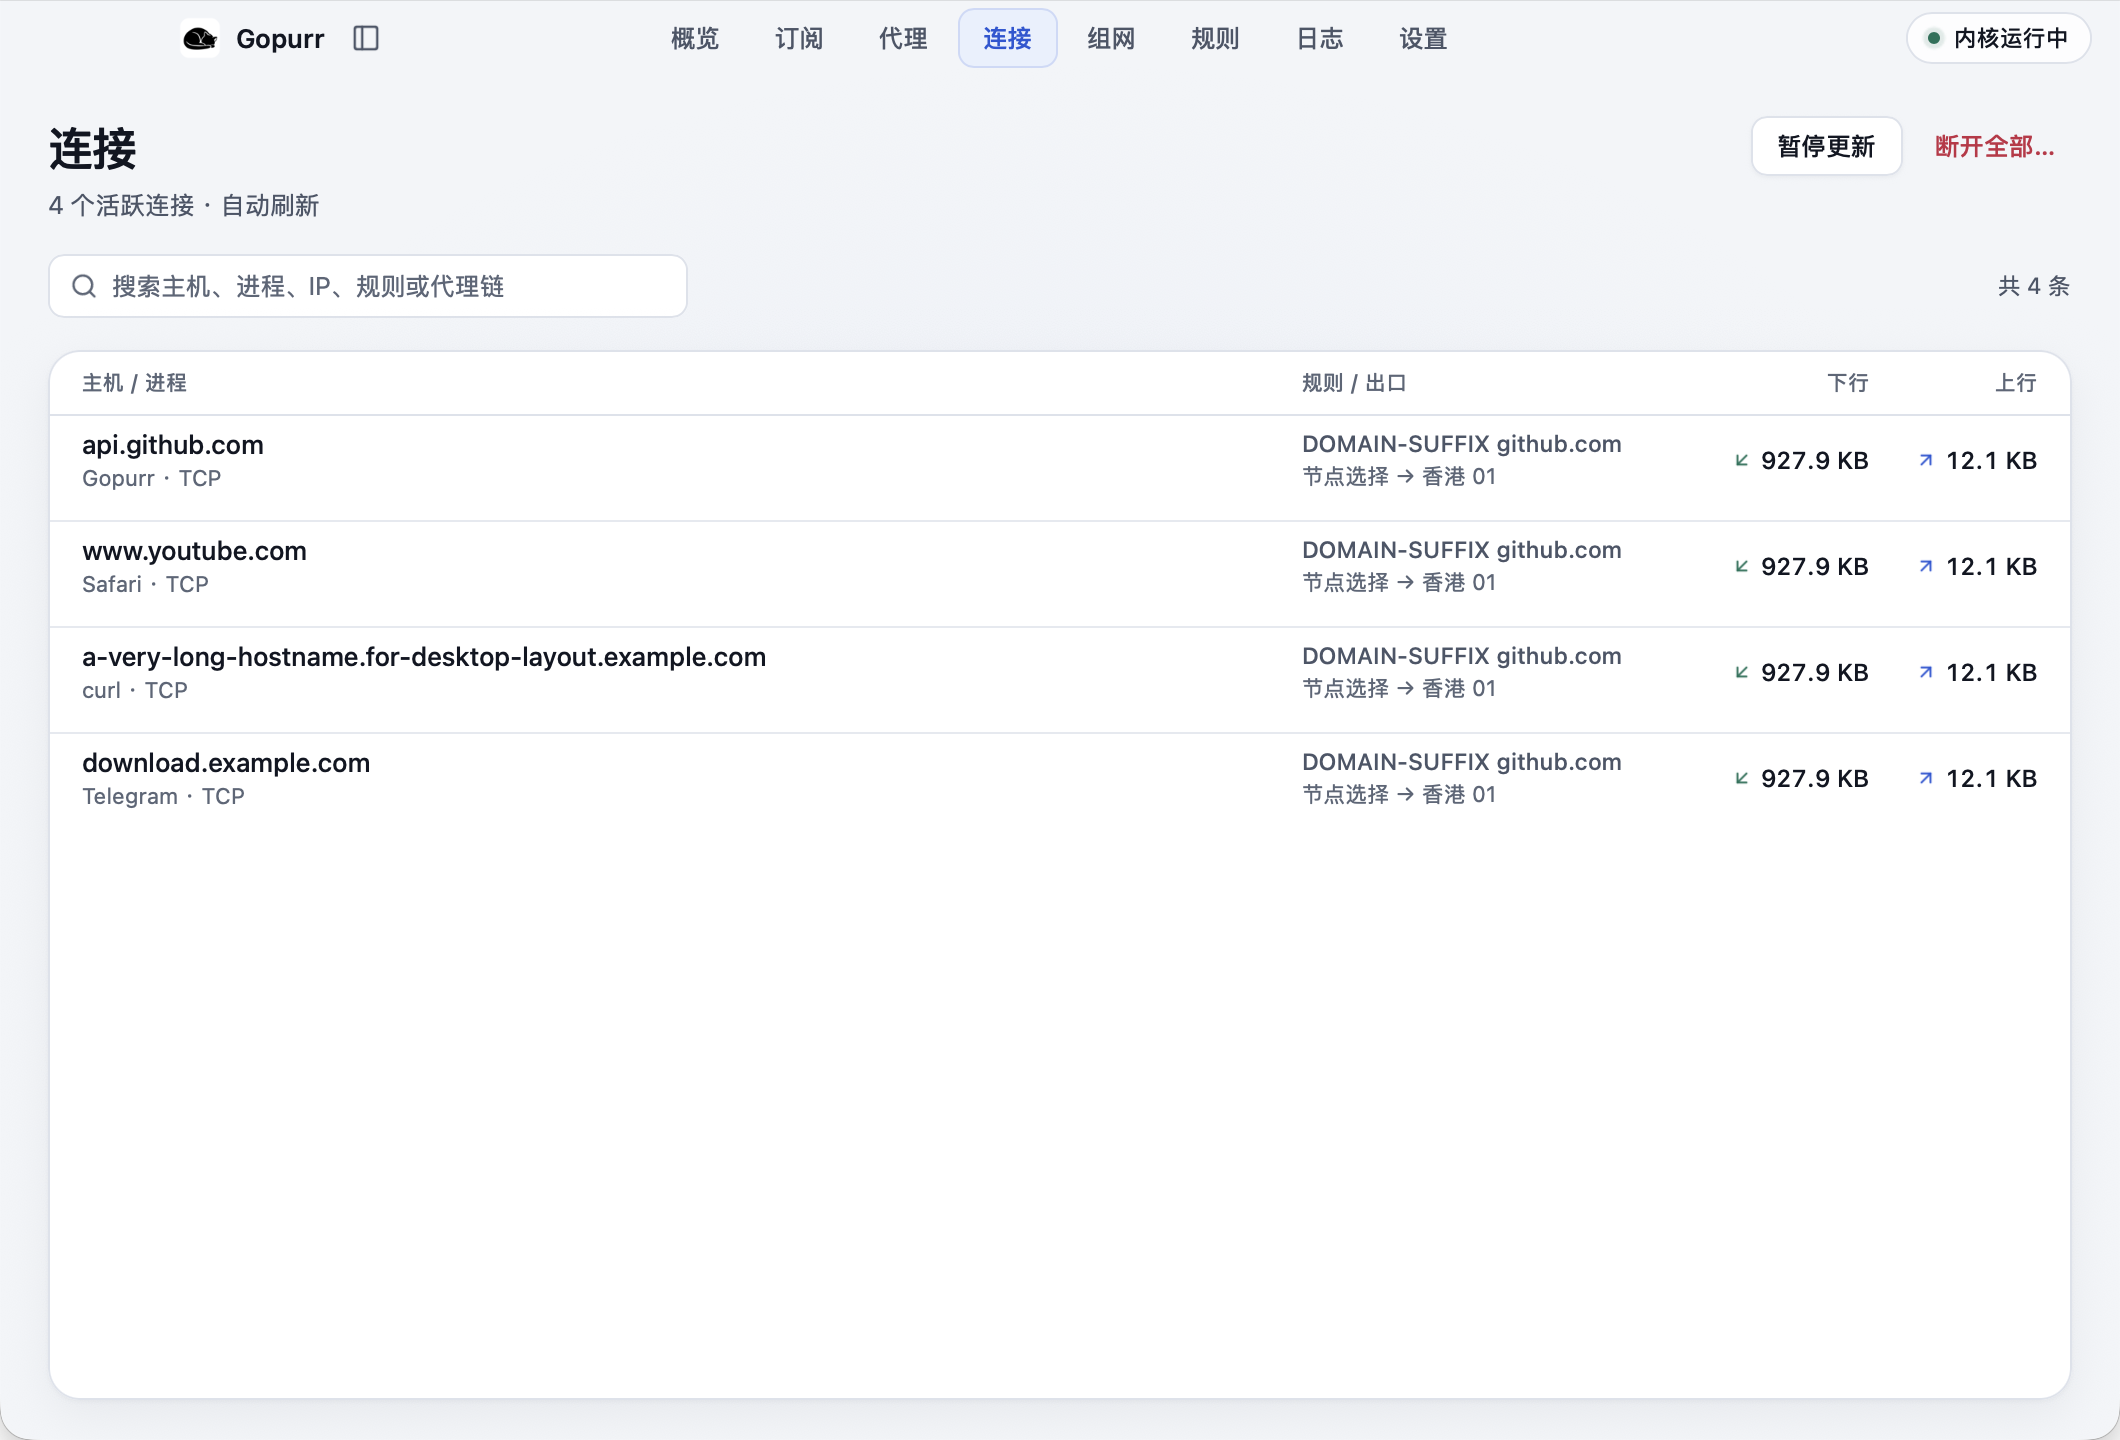 Gopurr
概览 订阅 代理 连接 组网 规则 日志 设置
内核运行中
连接
暂停更新 断开全部...
4 个活跃连接 · 自动刷新
搜索主机、进程、IP、规则或代理链
共 4 条
主机 / 进程 规则 / 出口 下行 上行
api.github.com DOMAIN-SUFFIX github.com ↙ 927.9 KB ↗ 12.1 KB
Gopurr · TCP 节点选择 → 香港 01
www.youtube.com DOMAIN-SUFFIX github.com ↙ 927.9 KB ↗ 12.1 KB
Safari · TCP 节点选择 → 香港 01
a-very-long-hostname.for-desktop-layout.example.com DOMAIN-SUFFIX github.com ↙ 927.9 KB ↗ 12.1 KB
curl · TCP 节点选择 → 香港 01
download.example.com DOMAIN-SUFFIX github.com ↙ 927.9 KB ↗ 12.1 KB
Telegram · TCP 节点选择 → 香港 01